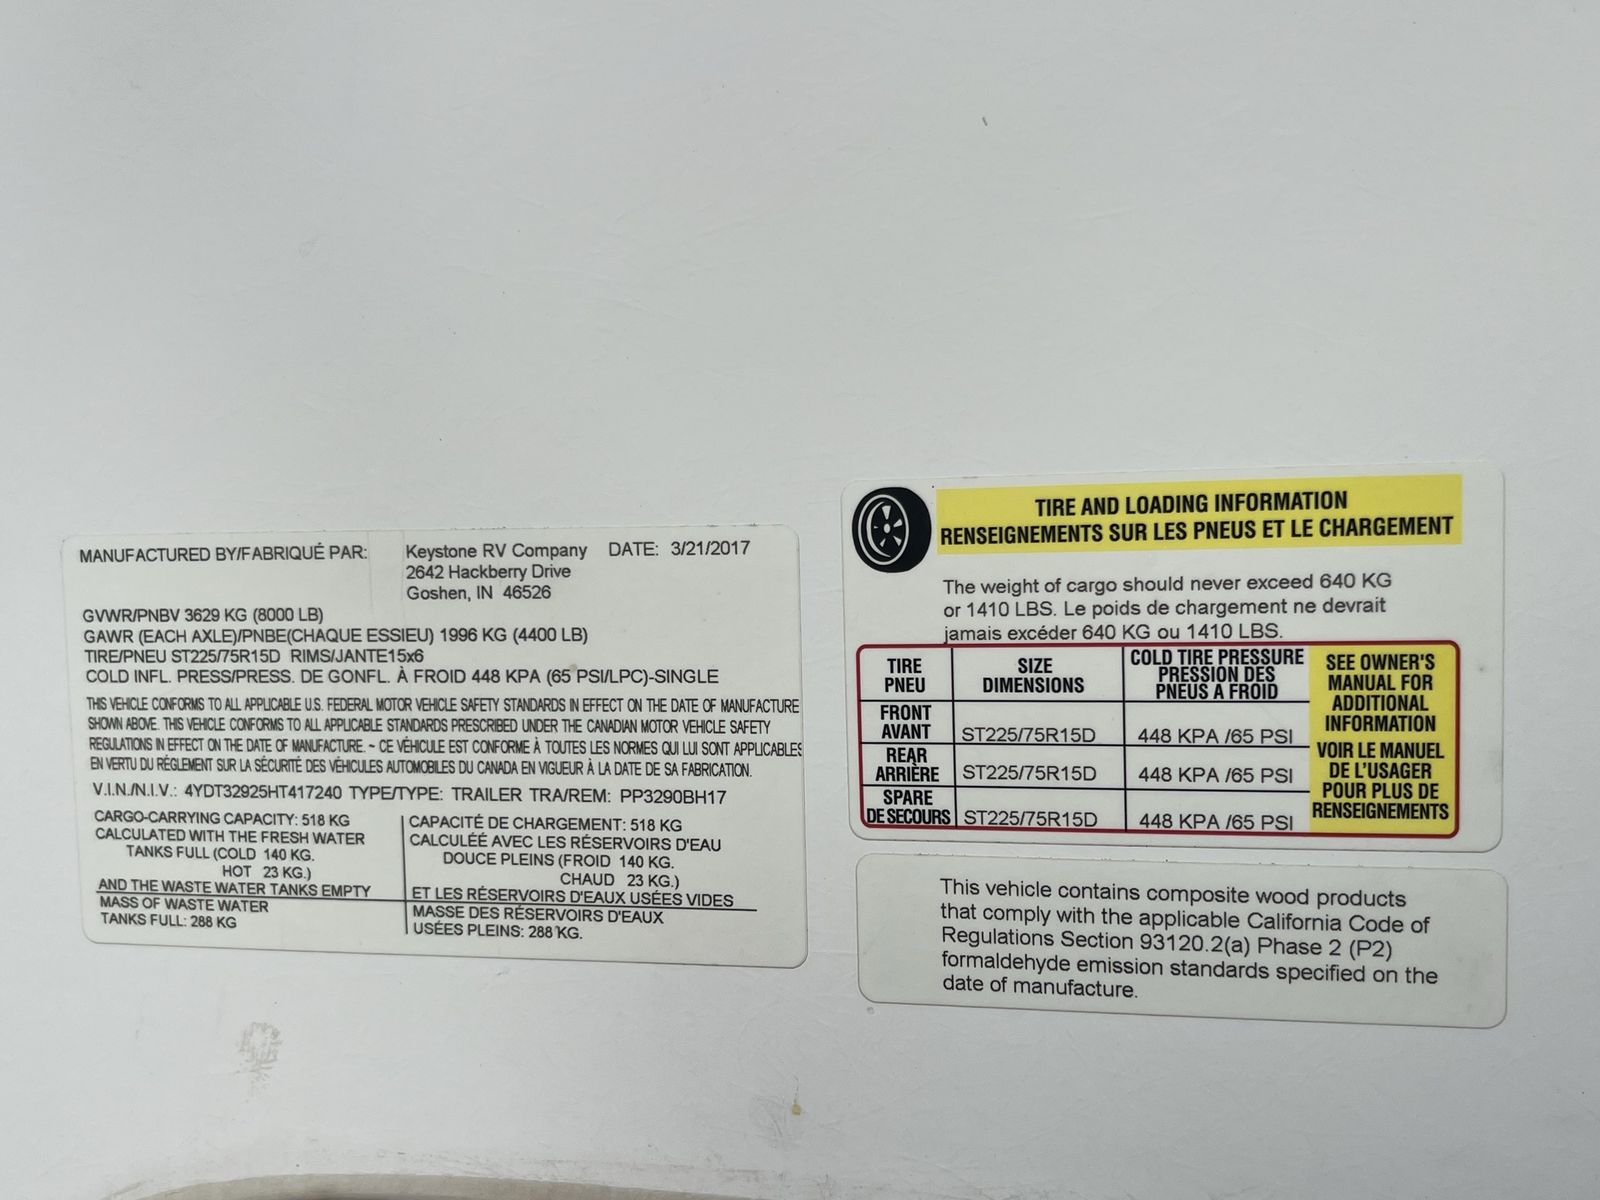 MANUFACTURED BY/FABRIQUÉ PAR: Keystone RV Company DATE: 3/21/2017
2642 Hackberry Drive
Goshen, IN 46526
GVWR/PNBV 3629 KG (8000 LB)
GAWR (EACH AXLE)/PNBE(CHAQUE ESSIEU) 1996 KG (4400 LB)
TIRE/PNEU ST225/75R15D RIMS/JANTE15x6
COLD INFL. PRESS/PRESS. DE GONFL. À FROID 448 KPA (65 PSI/LPC)-SINGLE
THIS VEHICLE CONFORMS TO ALL APPLICABLE U.S. FEDERAL MOTOR VEHICLE SAFETY STANDARDS IN EFFECT ON THE DATE OF MANUFACTURE
SHOWN ABOVE. THIS VEHICLE CONFORMS TO ALL APPLICABLE STANDARDS PRESCRIBED UNDER THE CANADIAN MOTOR VEHICLE SAFETY
REGULATIONS IN EFFECT ON THE DATE OF MANUFACTURE. ~ CE VÉHICULE EST CONFORME À TOUTES LES NORMES QUI LUI SONT APPLICABLES
EN VERTU DU RÈGLEMENT SUR LA SÉCURITÉ DES VÉHICULES AUTOMOBILES DU CANADA EN VIGUEUR À LA DATE DE SA FABRICATION.
V.I.N./N.I.V.: 4YDT32925HT417240 TYPE/TYPE: TRAILER TRA/REM: PP3290BH17
CARGO-CARRYING CAPACITY: 518 KG
CALCULATED WITH THE FRESH WATER
TANKS FULL (COLD 140 KG.
HOT 23 KG.)
AND THE WASTE WATER TANKS EMPTY
MASS OF WASTE WATER
TANKS FULL: 288 KG
CAPACITÉ DE CHARGEMENT: 518 KG
CALCULÉE AVEC LES RÉSERVOIRS D'EAU
DOUCE PLEINS (FROID 140 KG.
CHAUD 23 KG.)
ET LES RÉSERVOIRS D'EAUX USÉES VIDES
MASSE DES RÉSERVOIRS D'EAUX
USÉES PLEINS: 288 KG.
TIRE AND LOADING INFORMATION
RENSEIGNEMENTS SUR LES PNEUS ET LE CHARGEMENT
The weight of cargo should never exceed 640 KG
or 1410 LBS. Le poids de chargement ne devrait
jamais excéder 640 KG ou 1410 LBS.
TIRE
PNEU
SIZE
DIMENSIONS
COLD TIRE PRESSURE
PRESSION DES
PNEUS A FROID
FRONT
AVANT
ST225/75R15D
448 KPA /65 PSI
REAR
ARRIÈRE
ST225/75R15D
448 KPA /65 PSI
SPARE
DE SECOURS
ST225/75R15D
448 KPA /65 PSI
SEE OWNER'S
MANUAL FOR
ADDITIONAL
INFORMATION
VOIR LE MANUEL
DE L'USAGER
POUR PLUS DE
RENSEIGNEMENTS
This vehicle contains composite wood products
that comply with the applicable California Code of
Regulations Section 93120.2(a) Phase 2 (P2)
formaldehyde emission standards specified on the
date of manufacture.